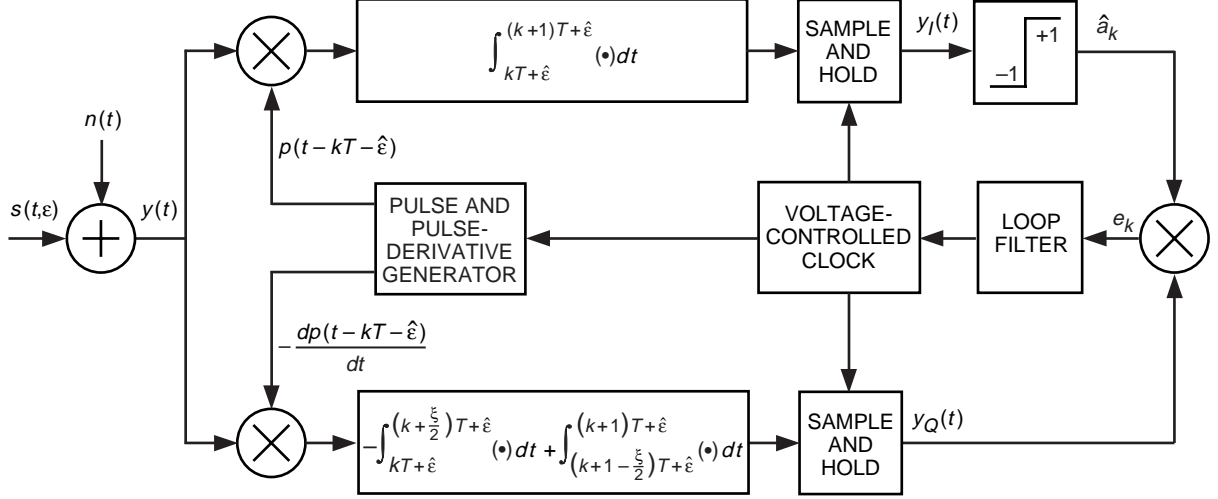 n(t)
s(t,ε)
+
y(t)
×
p(t – kT – ε̂)
∫_{kT + ε̂}^{(k+1)T + ε̂} (•) dt
SAMPLE
AND
HOLD
y_I(t)
+1
–1
â_k
PULSE AND
PULSE-
DERIVATIVE
GENERATOR
VOLTAGE-
CONTROLLED
CLOCK
LOOP
FILTER
e_k
×
– dp(t – kT – ε̂) / dt
×
–∫_{kT + ε̂}^{(k + ξ/2)T + ε̂} (•) dt + ∫_{(k+1 – ξ/2)T + ε̂}^{(k+1)T + ε̂} (•) dt
SAMPLE
AND
HOLD
y_Q(t)